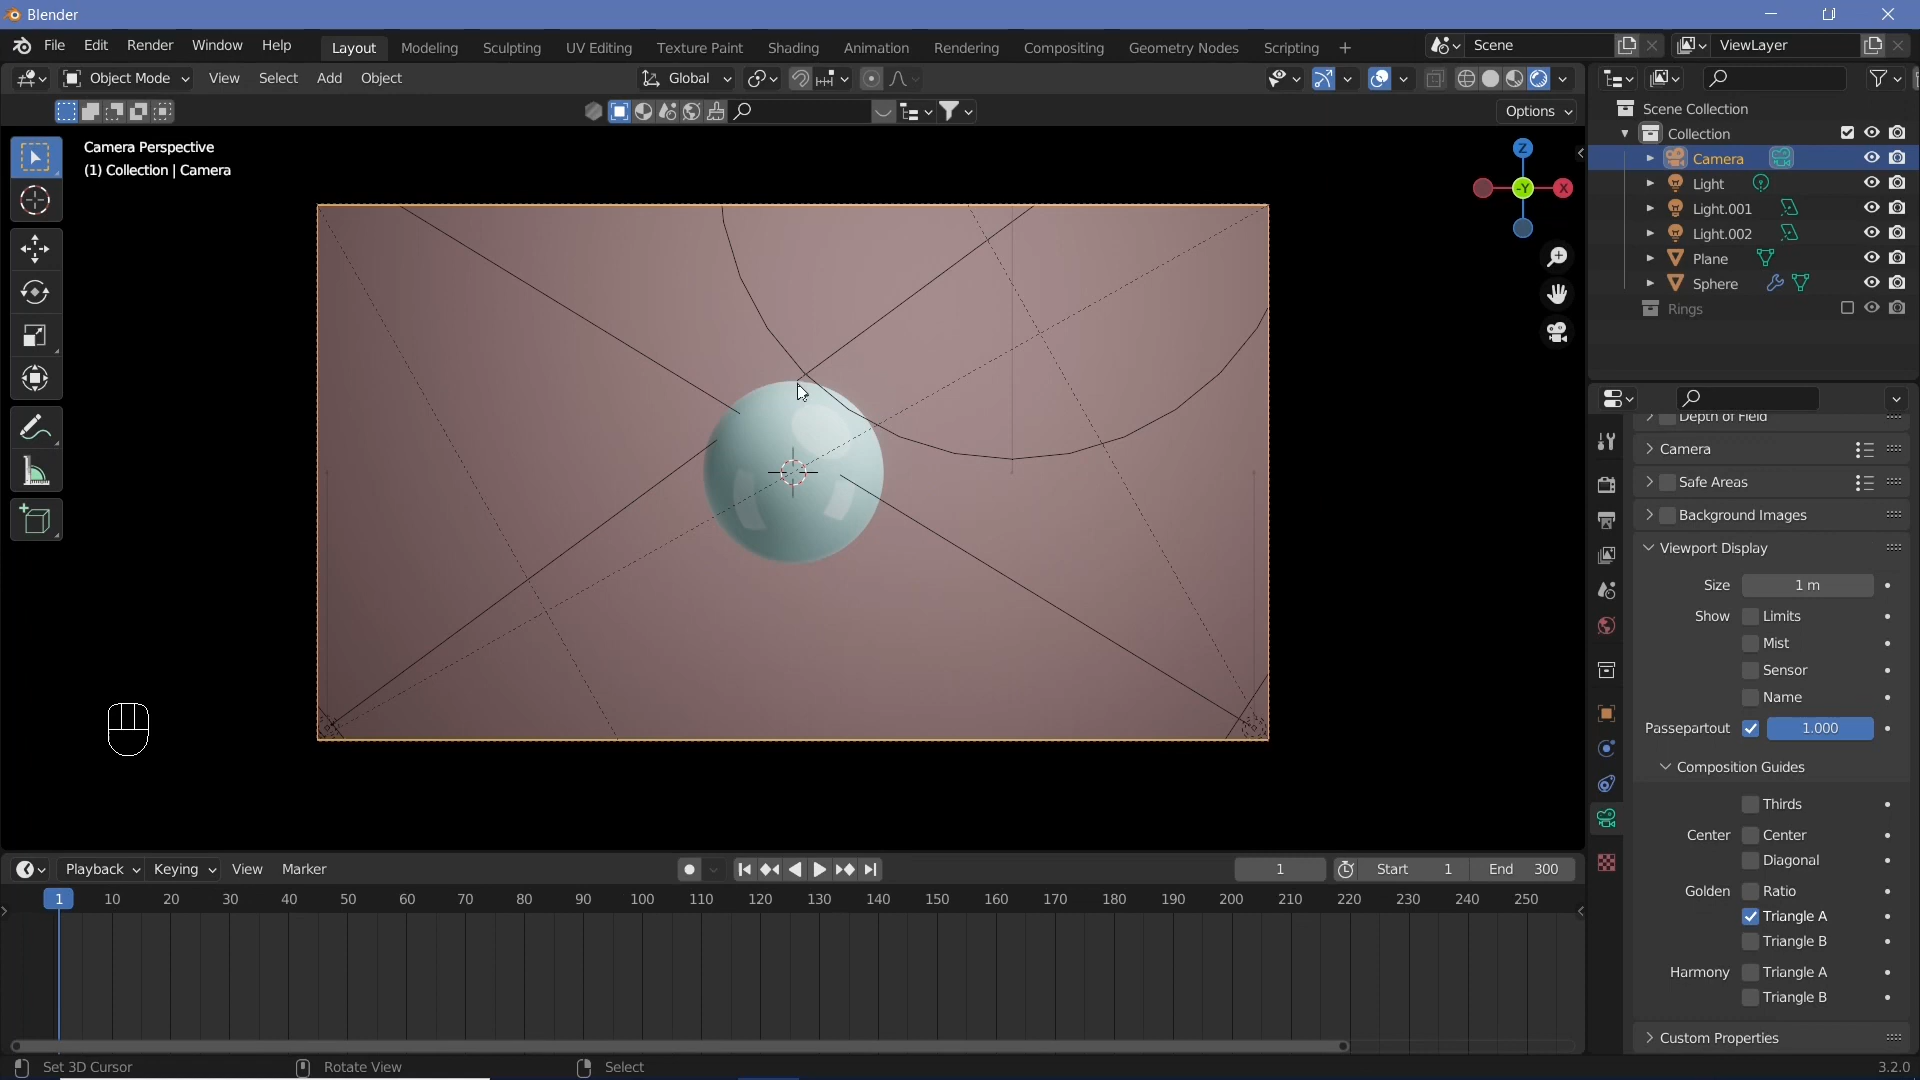 Blender
File Edit Render Window Help Layout Modeling Sculpting UV Editing Texture Paint Shading Animation Rendering Compositing Geometry Nodes Scripting + Scene ViewLayer
Object Mode View Select Add Object Global
Options
Camera Perspective
(1) Collection | Camera
Z
-Y X
Scene Collection
Collection
Camera
Light
Light.001
Light.002
Plane
Sphere
Rings
Depth of Field
Camera
Safe Areas
Background Images
Viewport Display
Size 1 m
Show Limits
Mist
Sensor
Name
Passepartout 1.000
Composition Guides
Thirds
Center Center
Diagonal
Golden Ratio
Triangle A
Triangle B
Harmony Triangle A
Triangle B
Custom Properties
Playback Keying View Marker 1 Start 1 End 300
1 10 20 30 40 50 60 70 80 90 100 110 120 130 140 150 160 170 180 190 200 210 220 230 240 250
Set 3D Cursor Rotate View Select 3.2.0